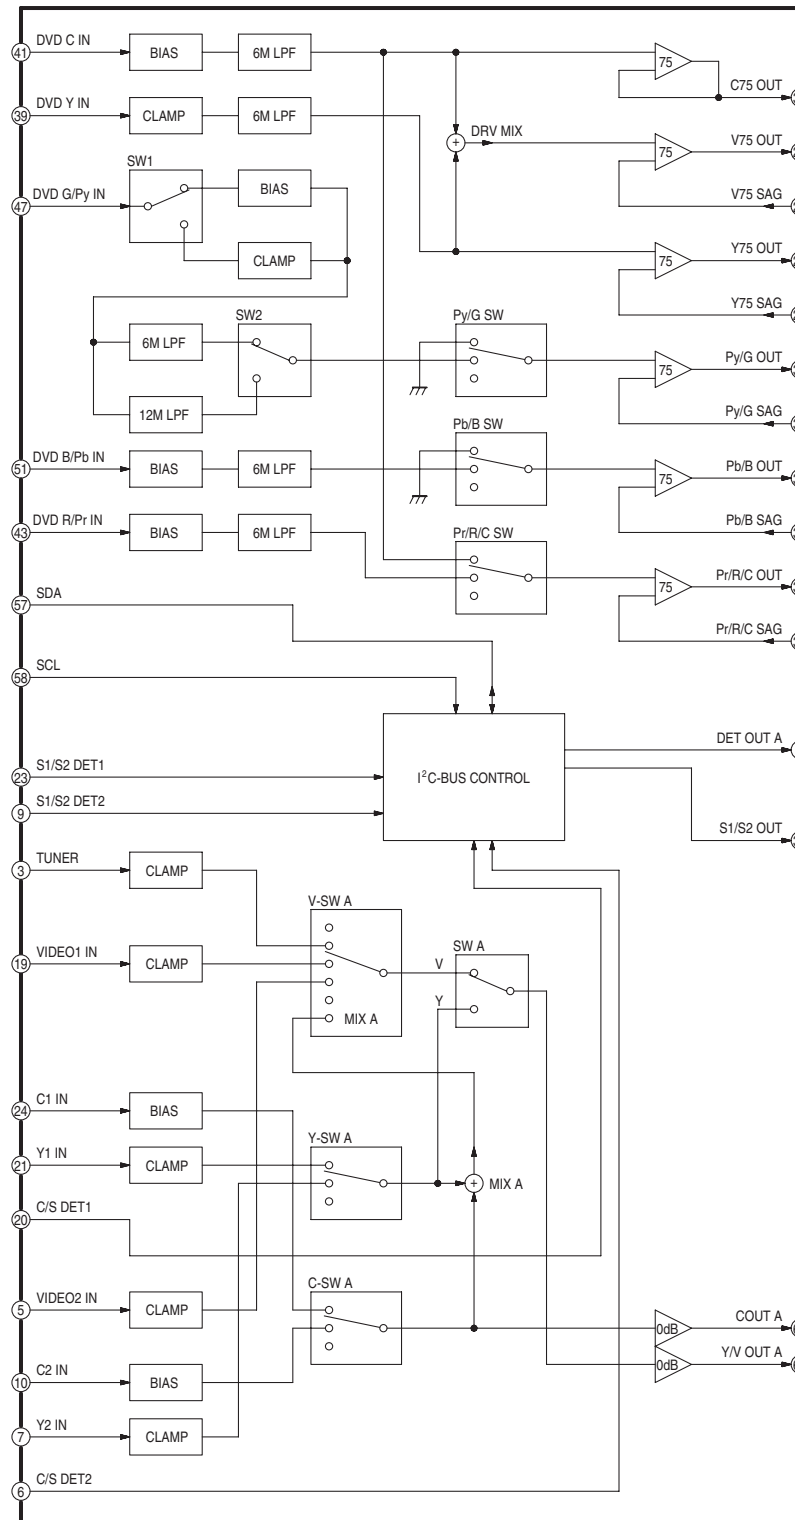 41 DVD C IN BIAS 6M LPF 75 C75 OUT
39 DVD Y IN CLAMP 6M LPF + DRV MIX 75 V75 OUT
SW1
47 DVD G/Py IN BIAS V75 SAG
CLAMP 75 Y75 OUT
Y75 SAG
SW2 Py/G SW
6M LPF 75 Py/G OUT
12M LPF Py/G SAG
Pb/B SW
51 DVD B/Pb IN BIAS 6M LPF 75 Pb/B OUT
43 DVD R/Pr IN BIAS 6M LPF Pb/B SAG
Pr/R/C SW
75 Pr/R/C OUT
57 SDA
Pr/R/C SAG
58 SCL
DET OUT A
23 S1/S2 DET1 I²C-BUS CONTROL
9 S1/S2 DET2
S1/S2 OUT
3 TUNER CLAMP
V-SW A
19 VIDEO1 IN CLAMP V SW A
Y
MIX A
24 C1 IN BIAS
Y-SW A
21 Y1 IN CLAMP + MIX A
20 C/S DET1
C-SW A
5 VIDEO2 IN CLAMP
0dB COUT A
0dB Y/V OUT A
10 C2 IN BIAS
7 Y2 IN CLAMP
6 C/S DET2